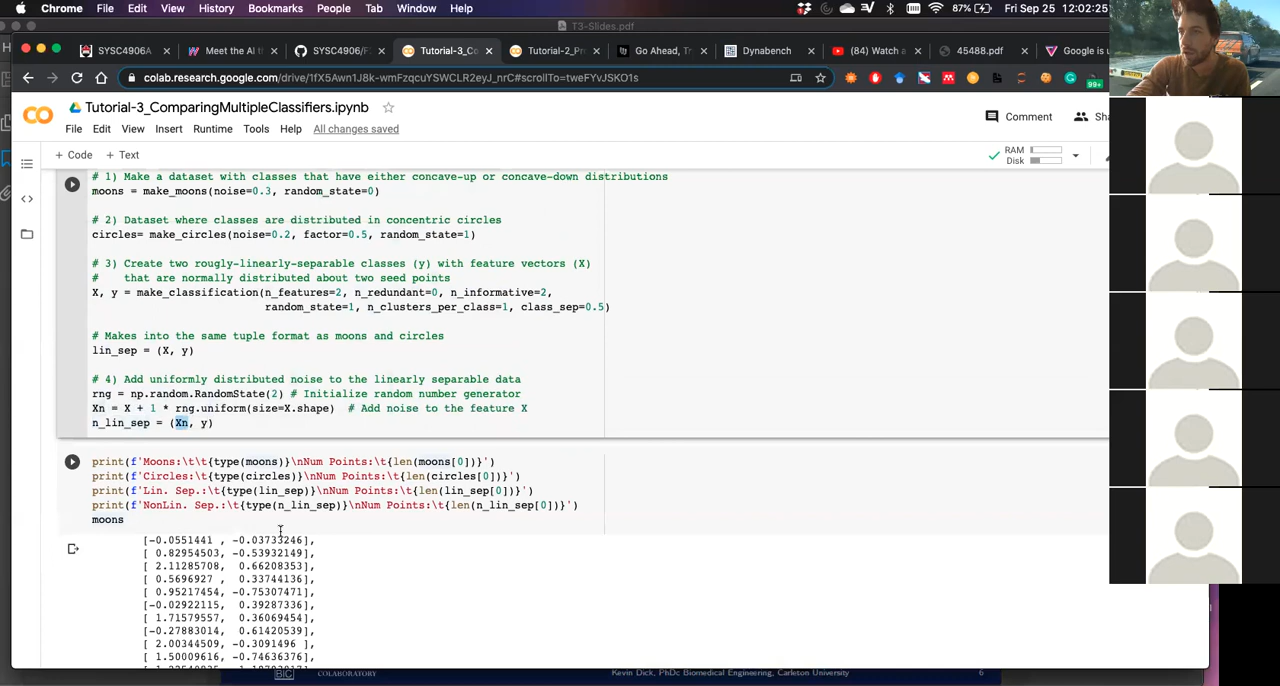 Chrome File Edit View History Bookmarks People Tab Window Help 87% Fri Sep 25 12:02:25
T3-Slides.pdf
SYSC4906A Meet the AI th SYSC4906/F: Tutorial-3_Co Tutorial-2_Pr Go Ahead, Th Dynabench (84) Watch a 45488.pdf Google is u
colab.research.google.com/drive/1fX5Awn1J8k-wmFzqcuYSWCLR2eyJ_nrC#scrollTo=tweFYvJSKO1s
99+
Tutorial-3_ComparingMultipleClassifiers.ipynb
Comment Sha
File Edit View Insert Runtime Tools Help All changes saved
+ Code + Text
RAM
Disk
# 1) Make a dataset with classes that have either concave-up or concave-down distributions
moons = make_moons(noise=0.3, random_state=0)
# 2) Dataset where classes are distributed in concentric circles
circles= make_circles(noise=0.2, factor=0.5, random_state=1)
# 3) Create two rougly-linearly-separable classes (y) with feature vectors (X)
# that are normally distributed about two seed points
X, y = make_classification(n_features=2, n_redundant=0, n_informative=2,
random_state=1, n_clusters_per_class=1, class_sep=0.5)
# Makes into the same tuple format as moons and circles
lin_sep = (X, y)
# 4) Add uniformly distributed noise to the linearly separable data
rng = np.random.RandomState(2) # Initialize random number generator
Xn = X + 1 * rng.uniform(size=X.shape) # Add noise to the feature X
n_lin_sep = (Xn, y)
print(f'Moons:\t\t{type(moons)}\nNum Points:\t{len(moons[0])}')
print(f'Circles:\t{type(circles)}\nNum Points:\t{len(circles[0])}')
print(f'Lin. Sep.:\t{type(lin_sep)}\nNum Points:\t{len(lin_sep[0])}')
print(f'NonLin. Sep.:\t{type(n_lin_sep)}\nNum Points:\t{len(n_lin_sep[0])}')
moons
[-0.0551441 , -0.03733246],
[ 0.82954503, -0.53932149],
[ 2.11285708, 0.66208353],
[ 0.5696927 , 0.33744136],
[ 0.95217454, -0.75307471],
[-0.02922115, 0.39287336],
[ 1.71579557, 0.36069454],
[-0.27883014, 0.61420539],
[ 2.00344509, -0.3091496 ],
[ 1.50009616, -0.74636376],
BIC COLABORATORY Kevin Dick, PhDc Biomedical Engineering, Carleton University 6